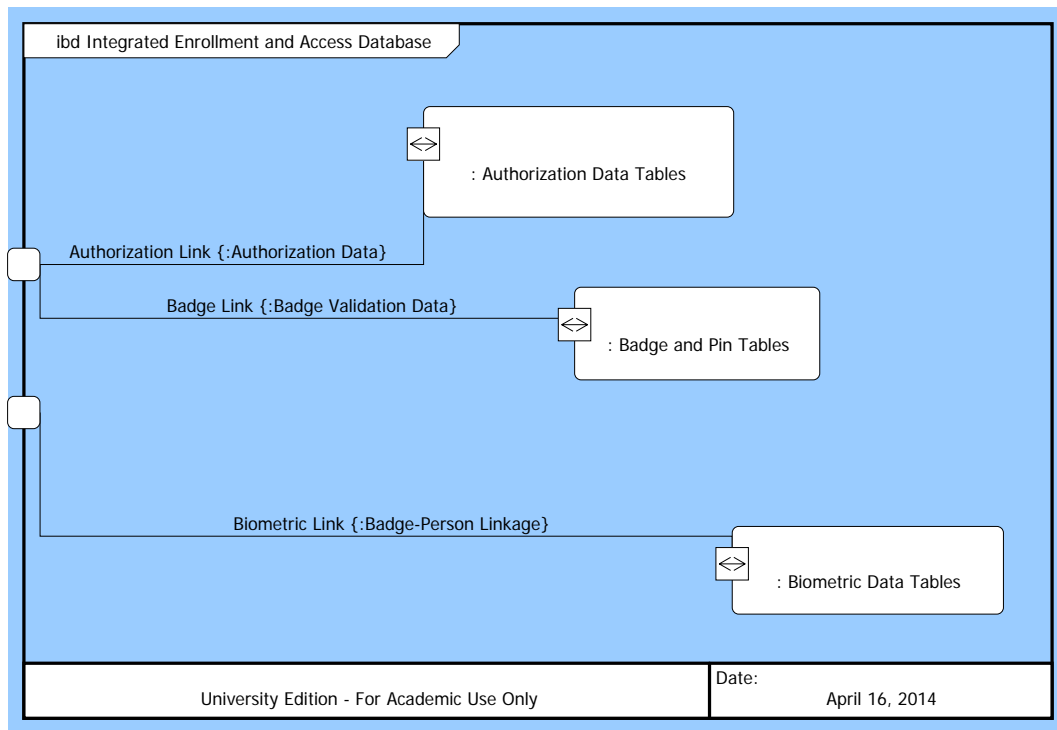 ibd Integrated Enrollment and Access Database
: Authorization Data Tables
Authorization Link {:Authorization Data}
Badge Link {:Badge Validation Data}
: Badge and Pin Tables
Biometric Link {:Badge-Person Linkage}
: Biometric Data Tables
University Edition - For Academic Use Only
Date:
April 16, 2014